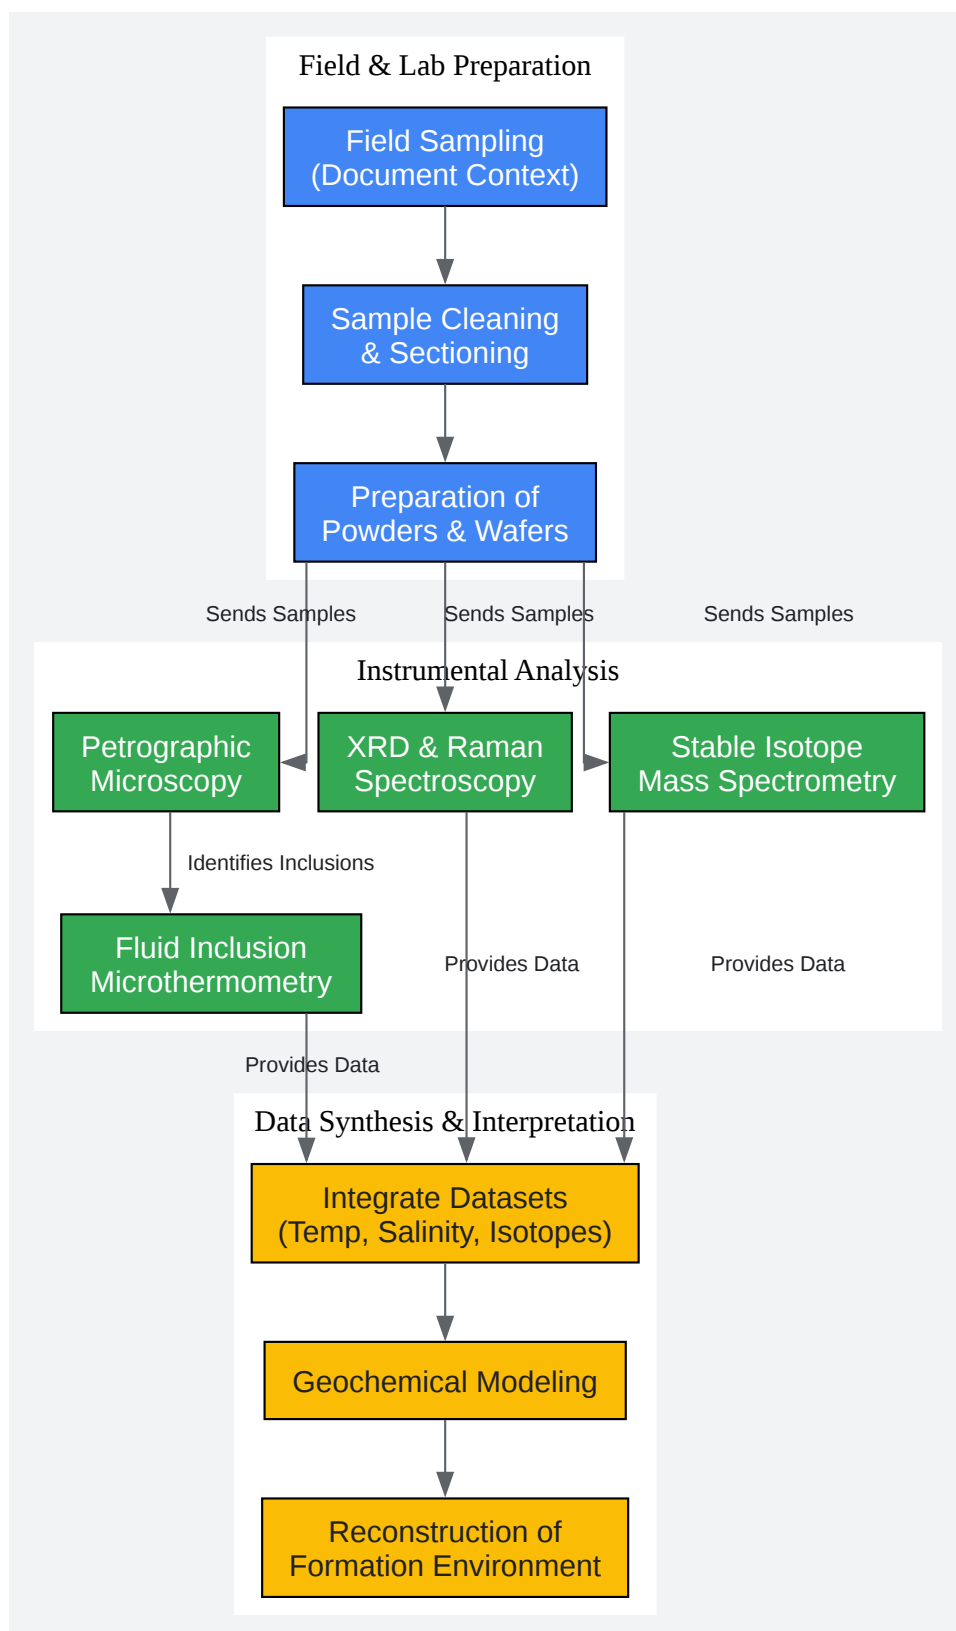 Field & Lab Preparation
Field Sampling
(Document Context)
Sample Cleaning
& Sectioning
Preparation of
Powders & Wafers
Sends Samples
Sends Samples
Sends Samples
Instrumental Analysis
Petrographic
Microscopy
XRD & Raman
Spectroscopy
Stable Isotope
Mass Spectrometry
Identifies Inclusions
Fluid Inclusion
Microthermometry
Provides Data
Provides Data
Provides Data
Data Synthesis & Interpretation
Integrate Datasets
(Temp, Salinity, Isotopes)
Geochemical Modeling
Reconstruction of
Formation Environment